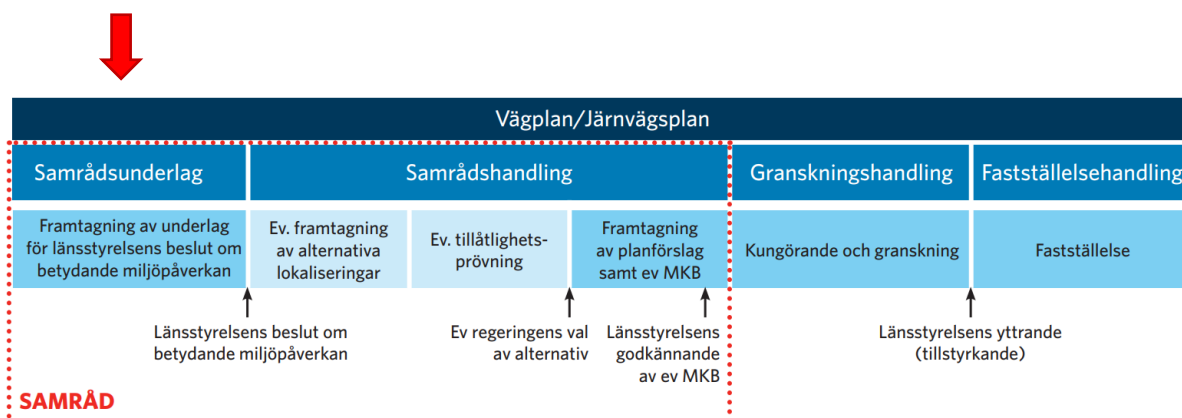 Vägplan/Järnvägsplan
Samrådsunderlag
Samrådshandling
Granskningshandling
Fastställelsehandling
Framtagning av underlag
för länsstyrelsens beslut om
betydande miljöpåverkan
Ev. framtagning
av alternativa
lokaliseringar
Ev. tillåtlighets-
prövning
Framtagning
av planförslag
samt ev MKB
Kungörande och granskning
Fastställelse
Länsstyrelsens beslut om
betydande miljöpåverkan
Ev regeringens val
av alternativ
Länsstyrelsens
godkännande
av ev MKB
Länsstyrelsens yttrande
(tillstyrkande)
SAMRÅD